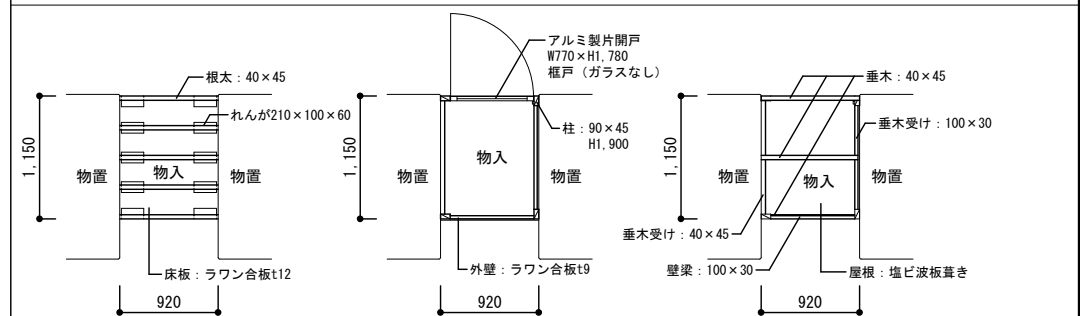 根太：40×45
れんが210×100×60
1,150
物置
物入
物置
床板：ラワン合板t12
920
アルミ製片開戸
W770×H1,780
框戸（ガラスなし）
柱：90×45
H1,900
1,150
物置
物入
物置
外壁：ラワン合板t9
920
垂木：40×45
垂木受け：100×30
1,150
物置
物入
物置
垂木受け：40×45
壁梁：100×30
屋根：塩ビ波板葺き
920